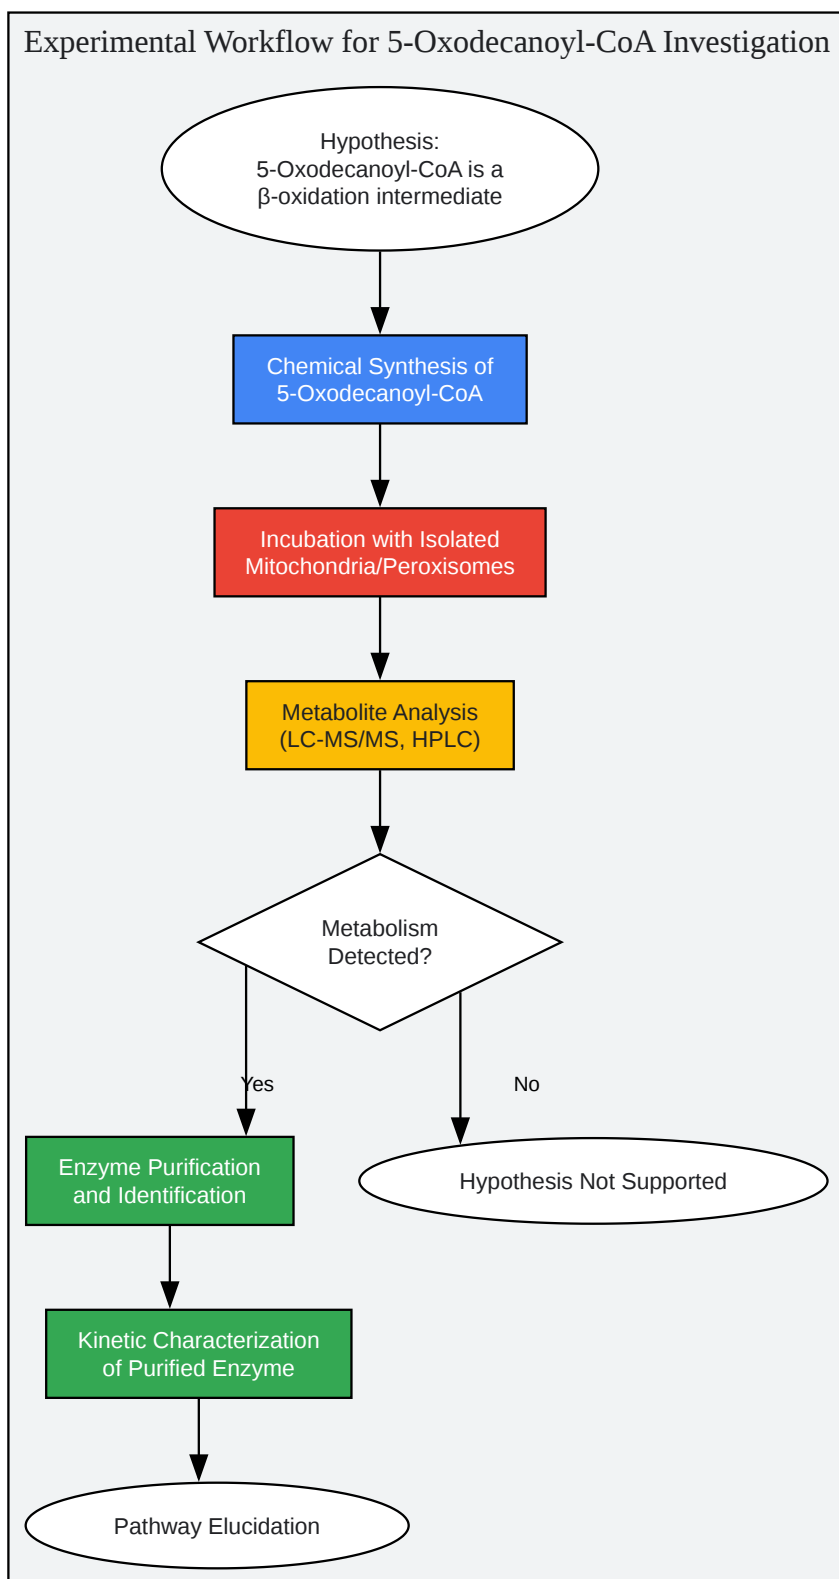 Experimental Workflow for 5-Oxodecanoyl-CoA Investigation
Hypothesis:
5-Oxodecanoyl-CoA is a
β-oxidation intermediate
Chemical Synthesis of
5-Oxodecanoyl-CoA
Incubation with Isolated
Mitochondria/Peroxisomes
Metabolite Analysis
(LC-MS/MS, HPLC)
Metabolism
Detected?
Yes
No
Enzyme Purification
and Identification
Hypothesis Not Supported
Kinetic Characterization
of Purified Enzyme
Pathway Elucidation